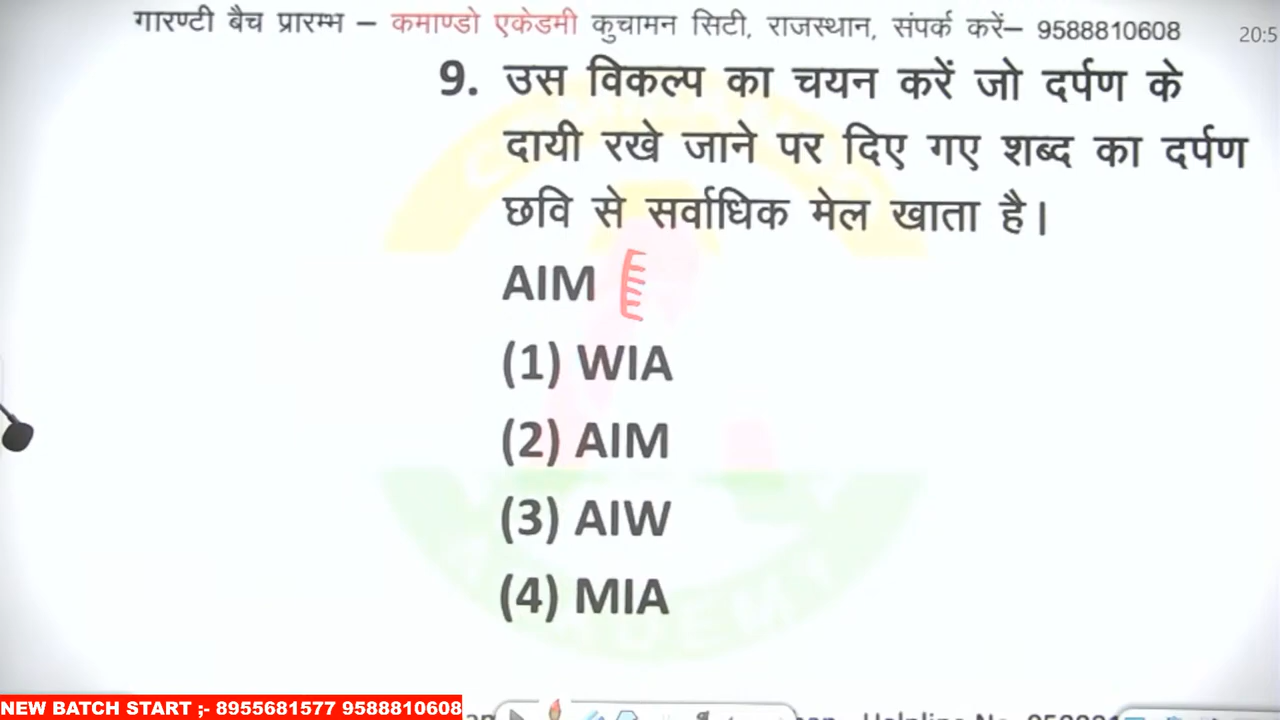 गारण्टी बैच प्रारम्भ – कमाण्डो एकेडमी कुचामन सिटी, राजस्थान, संपर्क करें– 9588810608
20:5
9. उस विकल्प का चयन करें जो दर्पण के
दायी रखे जाने पर दिए गए शब्द का दर्पण
छवि से सर्वाधिक मेल खाता है।
AIM
(1) WIA
(2) AIM
(3) AIW
(4) MIA
NEW BATCH START ;- 8955681577 9588810608